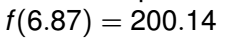 f(6.87) = 200.14